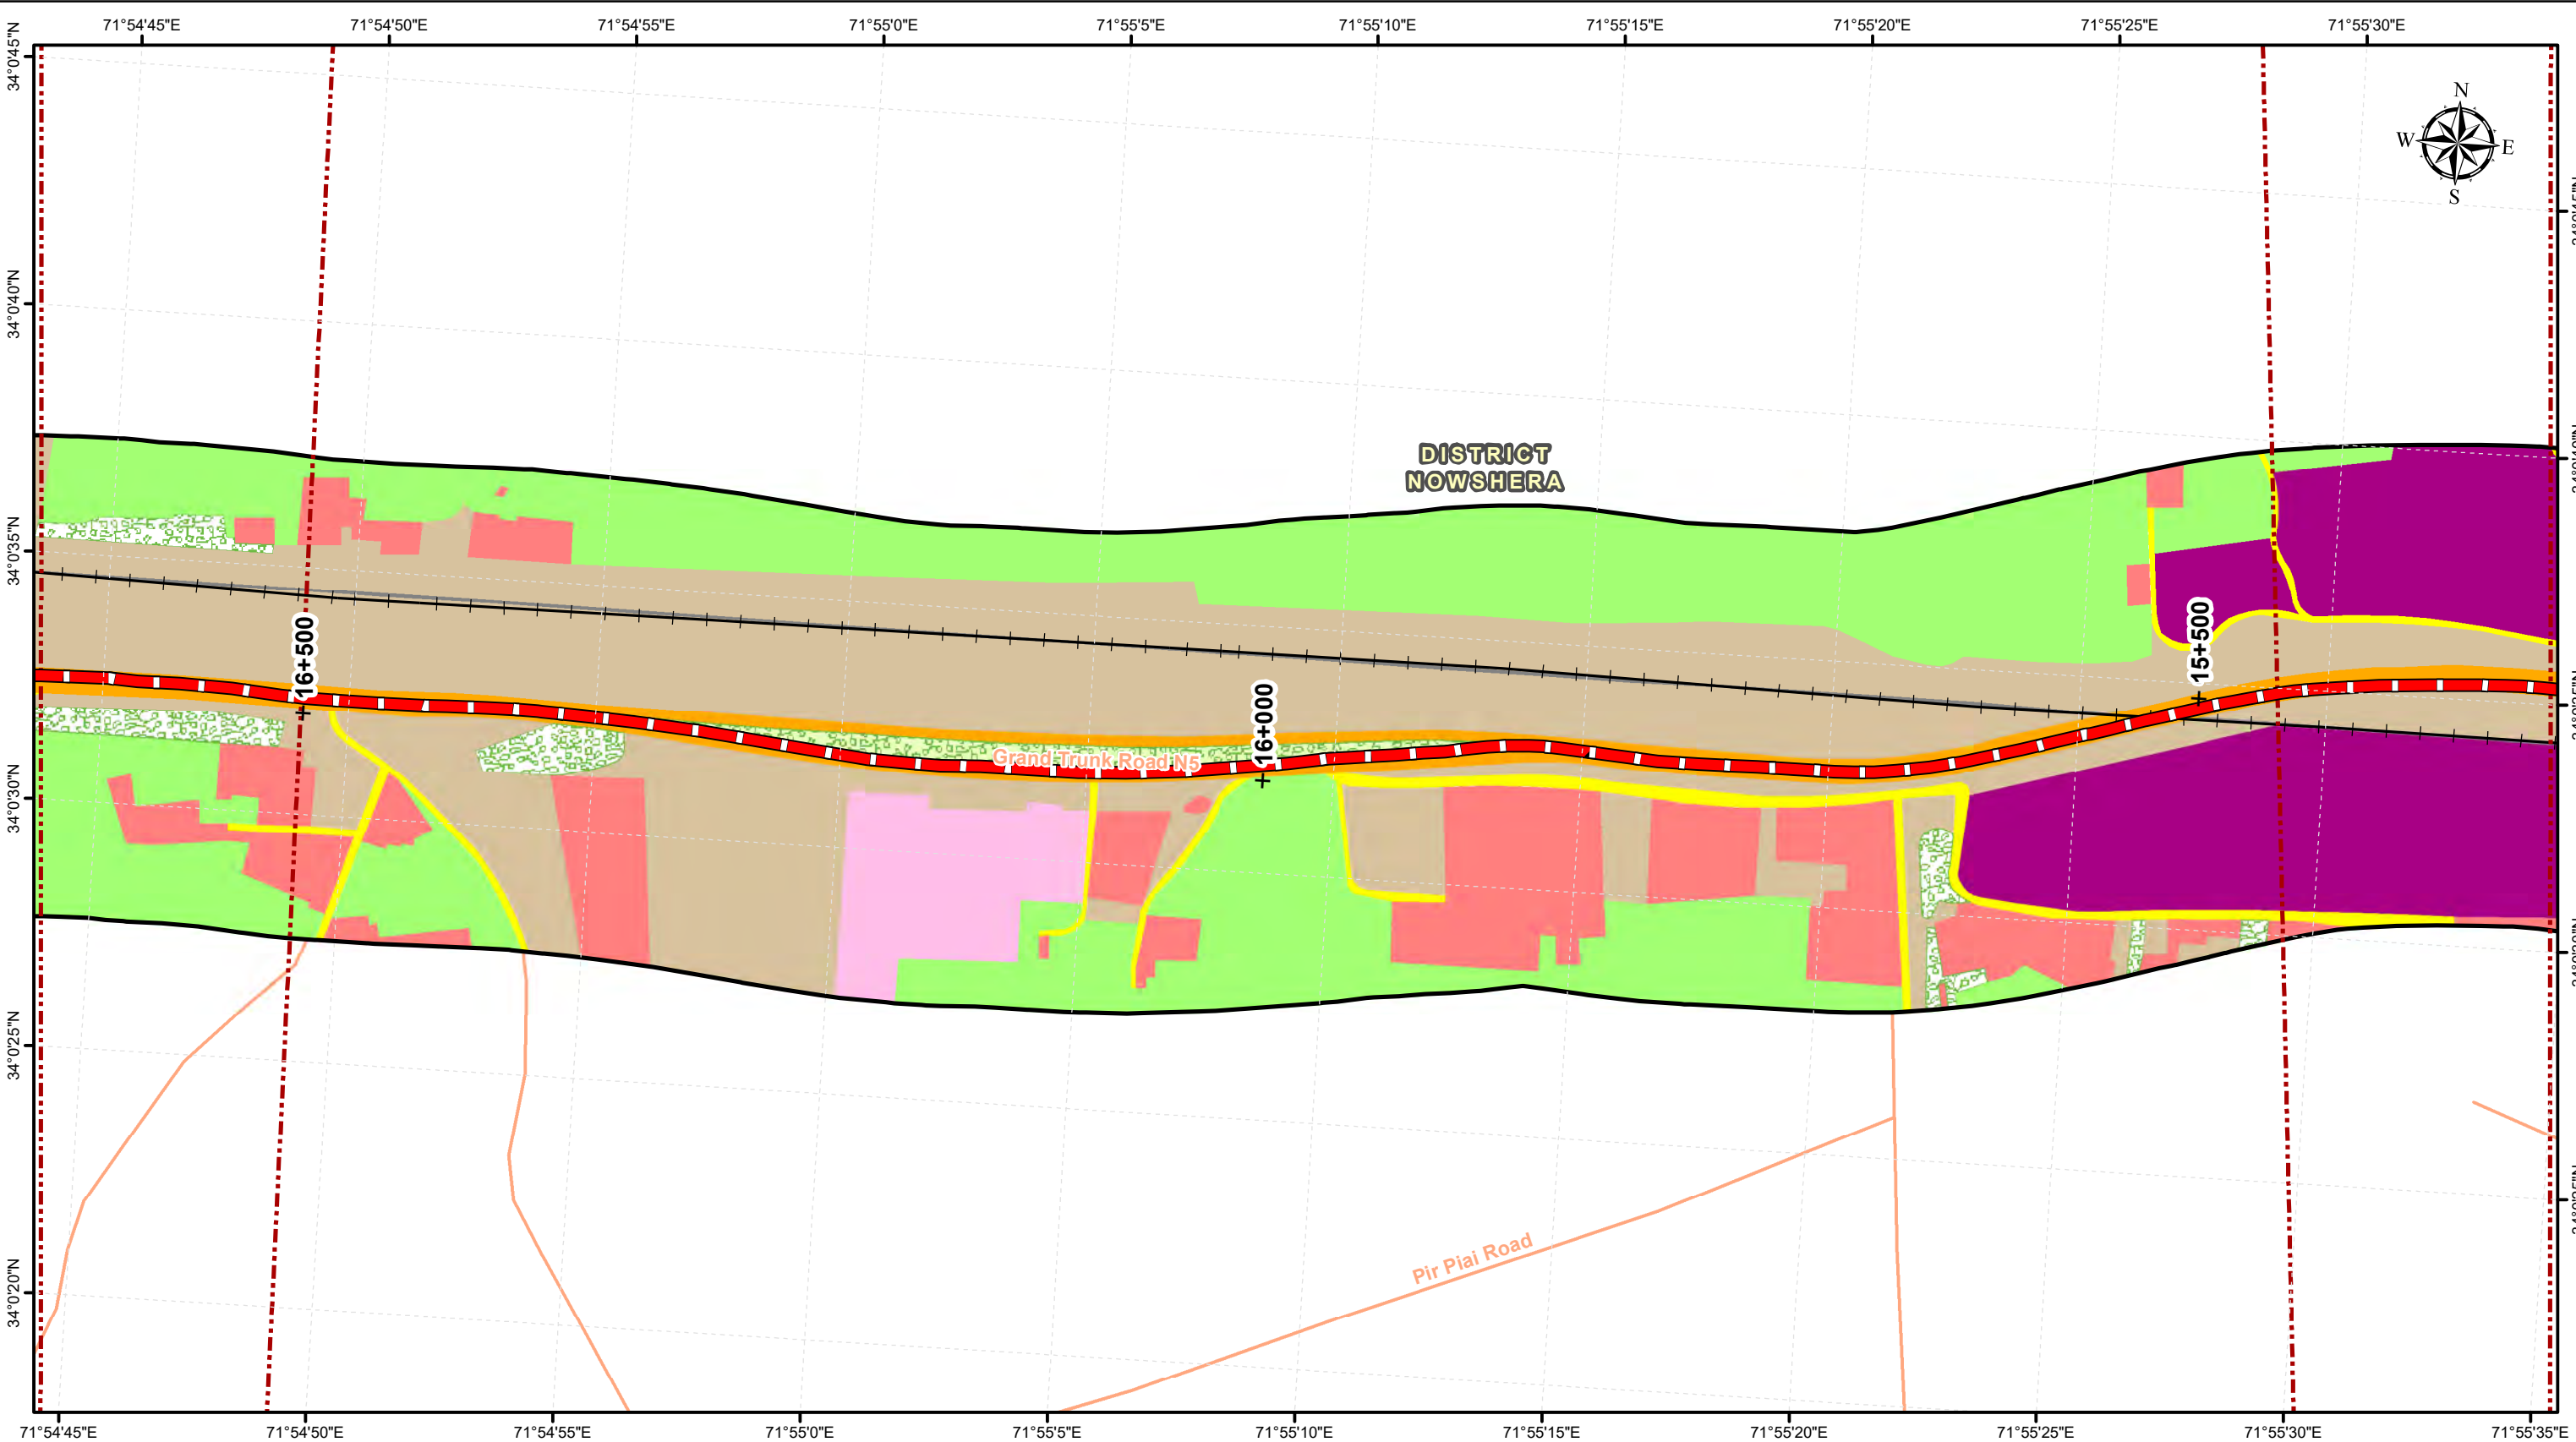 71°54'45"E 71°54'50"E 71°54'55"E 71°55'0"E 71°55'5"E 71°55'10"E 71°55'15"E 71°55'20"E 71°55'25"E 71°55'30"E
34°0'45"N
N
W E
S
34°0'40"N
DISTRICT
NOWSHERA
34°0'35"N
16+500
15+500
16+000
Grand Trunk Road N5
34°0'30"N
34°0'25"N
Pir Piai Road
34°0'20"N
71°54'45"E 71°54'50"E 71°54'55"E 71°55'0"E 71°55'5"E 71°55'10"E 71°55'15"E 71°55'20"E 71°55'25"E 71°55'30"E 71°55'35"E